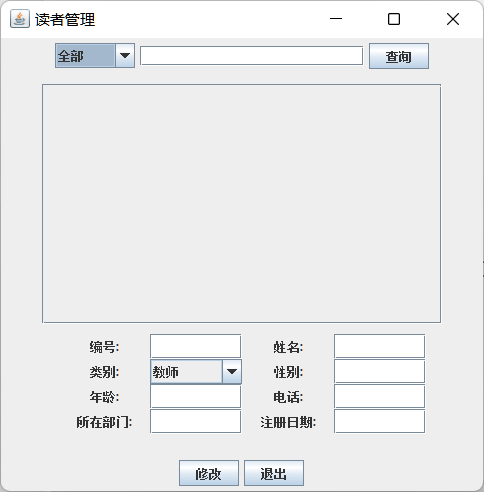 读者管理
全部 查询
编号: 姓名:
类别: 教师 性别:
年龄: 电话:
所在部门: 注册日期:
修改 退出